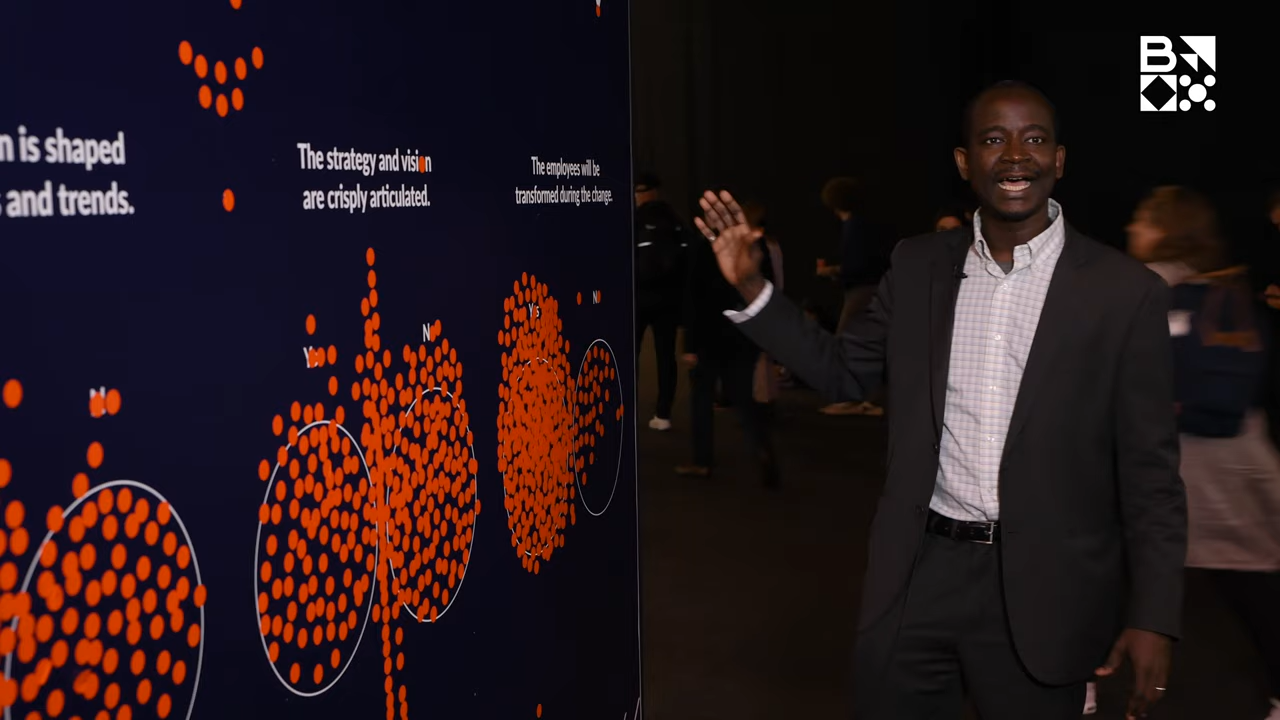 n is shaped
s and trends.
No
The strategy and vision
are crisply articulated.
Yes
No
The employees will be
transformed during the change.
Yes
No
B